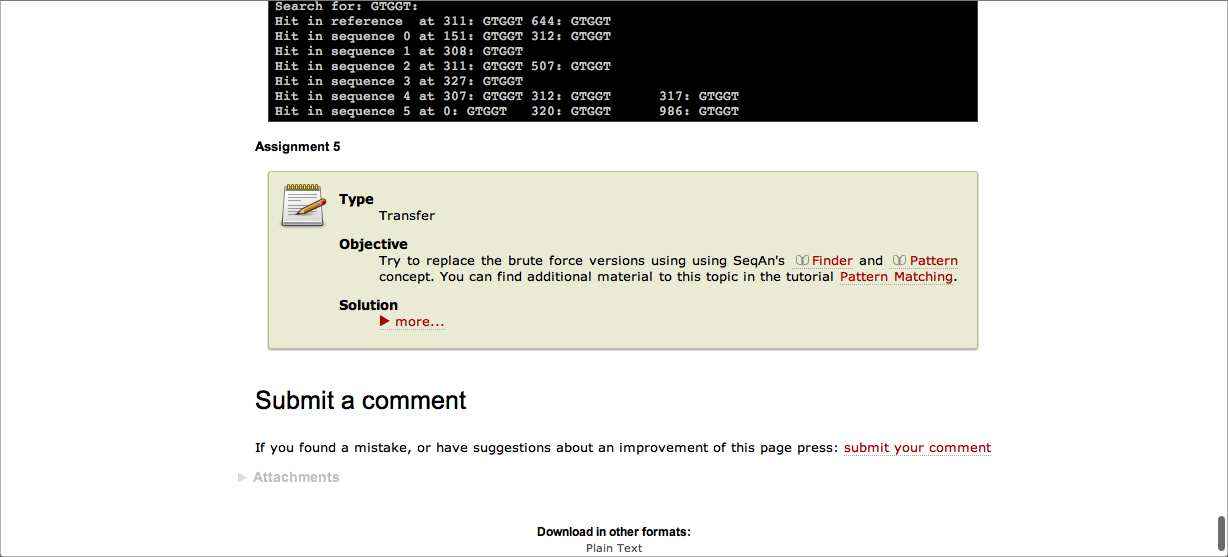 Search for: GTGGT:
Hit in reference at 311: GTGGT 644: GTGGT
Hit in sequence 0 at 151: GTGGT 312: GTGGT
Hit in sequence 1 at 308: GTGGT
Hit in sequence 2 at 311: GTGGT 507: GTGGT
Hit in sequence 3 at 327: GTGGT
Hit in sequence 4 at 307: GTGGT 312: GTGGT 317: GTGGT
Hit in sequence 5 at 0: GTGGT 320: GTGGT 986: GTGGT
Assignment 5
Type
Transfer
Objective
Try to replace the brute force versions using using SeqAn's Finder and Pattern
concept. You can find additional material to this topic in the tutorial Pattern Matching.
Solution
more...
Submit a comment
If you found a mistake, or have suggestions about an improvement of this page press: submit your comment
Attachments
Download in other formats:
Plain Text